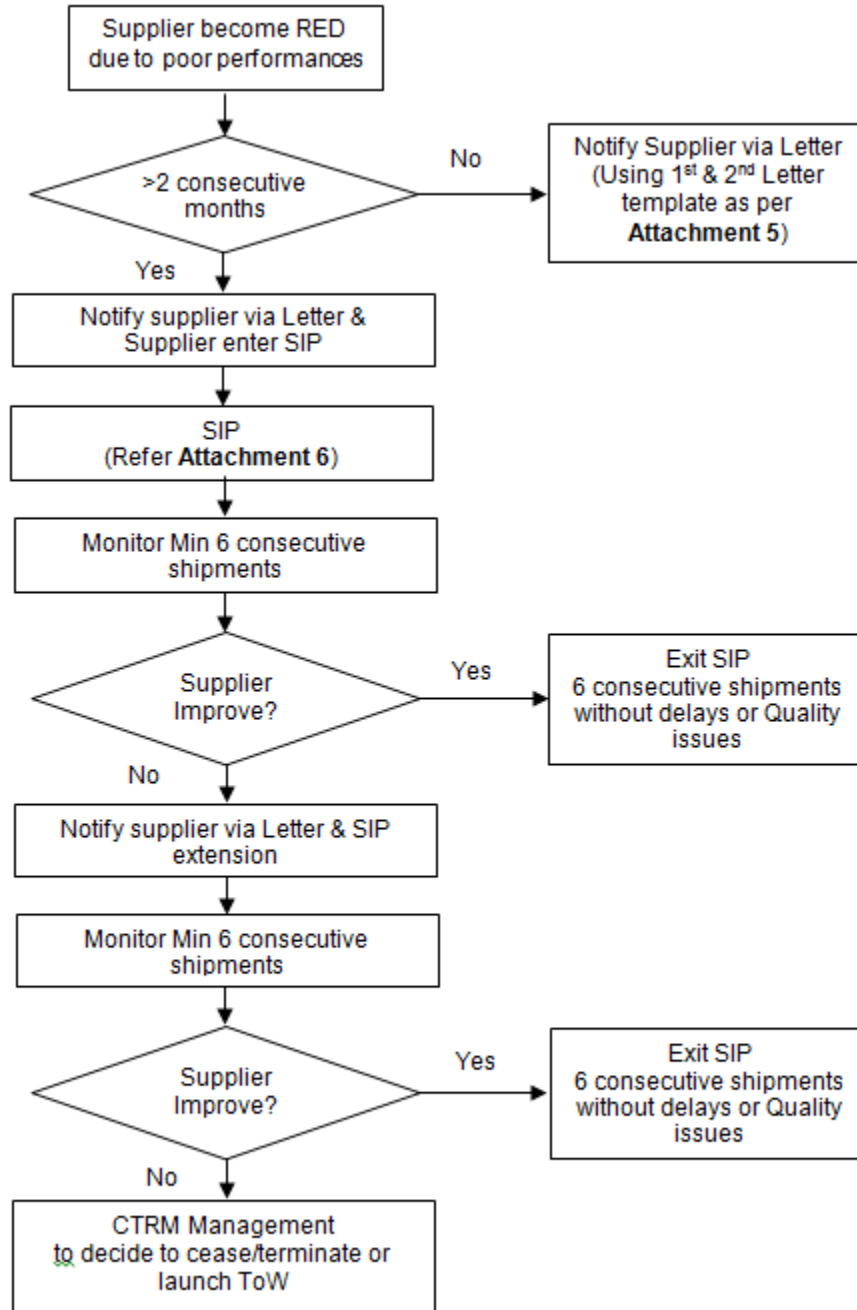 Supplier become RED
due to poor performances
>2 consecutive
months
No
Notify Supplier via Letter
(Using 1st & 2nd Letter
template as per
Attachment 5)
Yes
Notify supplier via Letter &
Supplier enter SIP
SIP
(Refer Attachment 6)
Monitor Min 6 consecutive
shipments
Supplier
Improve?
Yes
Exit SIP
6 consecutive shipments
without delays or Quality
issues
No
Notify supplier via Letter & SIP
extension
Monitor Min 6 consecutive
shipments
Supplier
Improve?
Yes
Exit SIP
6 consecutive shipments
without delays or Quality
issues
No
CTRM Management
to decide to cease/terminate or
launch ToW